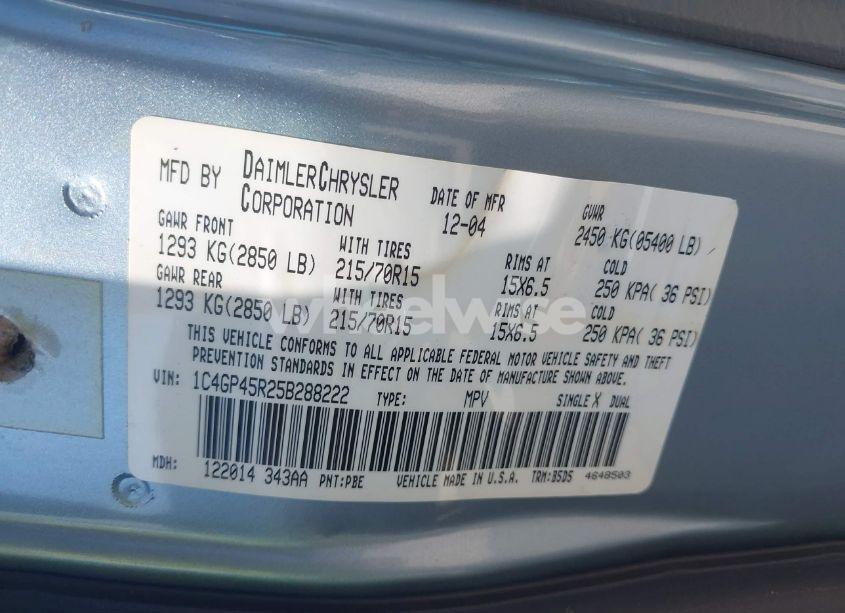 MFD BY DAIMLERCHRYSLER CORPORATION DATE OF MFR 12-04 GVWR 2450 KG(05400 LB)
GAWR FRONT 1293 KG(2850 LB) WITH TIRES 215/70R15 RIMS AT 15X6.5 COLD 250 KPA( 36 PSI)
GAWR REAR 1293 KG(2850 LB) WITH TIRES 215/70R15 RIMS AT 15X6.5 COLD 250 KPA( 36 PSI)
THIS VEHICLE CONFORMS TO ALL APPLICABLE FEDERAL MOTOR VEHICLE SAFETY AND THEFT
PREVENTION STANDARDS IN EFFECT ON THE DATE OF MANUFACTURE SHOWN ABOVE.
VIN: 1C4GP45R25B288222 TYPE: MPV SINGLE X DUAL
MDH: 122014 343AA PNT:PBE VEHICLE MADE IN U.S.A. TRM:B5D5 4648503
wheelwise